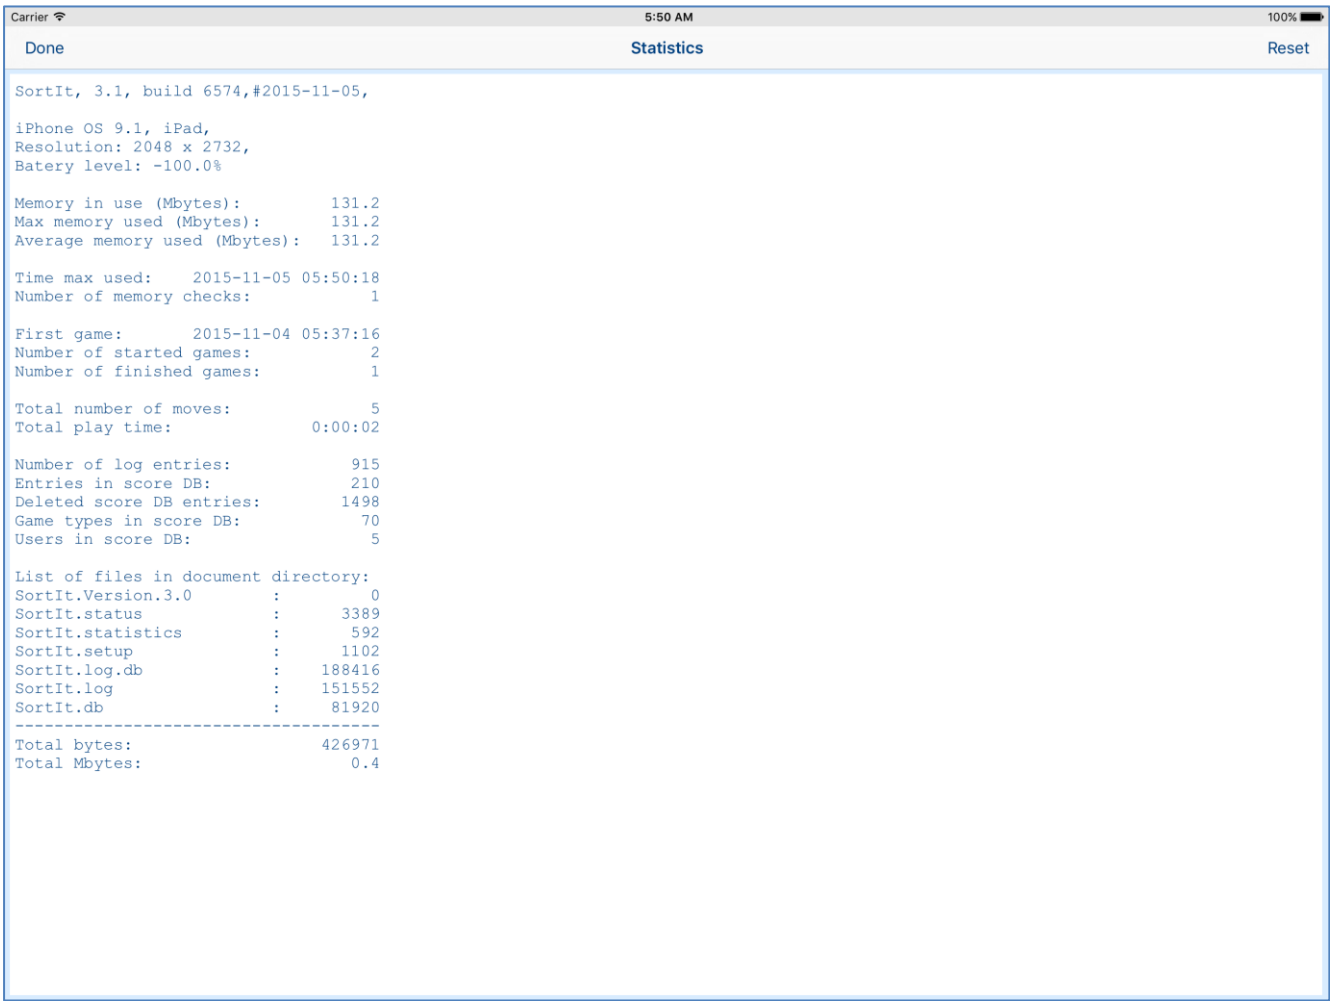 Carrier 5:50 AM 100%
Done Statistics Reset
SortIt, 3.1, build 6574,#2015-11-05,
iPhone OS 9.1, iPad,
Resolution: 2048 x 2732,
Batery level: -100.0%
Memory in use (Mbytes): 131.2
Max memory used (Mbytes): 131.2
Average memory used (Mbytes): 131.2
Time max used: 2015-11-05 05:50:18
Number of memory checks: 1
First game: 2015-11-04 05:37:16
Number of started games: 2
Number of finished games: 1
Total number of moves: 5
Total play time: 0:00:02
Number of log entries: 915
Entries in score DB: 210
Deleted score DB entries: 1498
Game types in score DB: 70
Users in score DB: 5
List of files in document directory:
SortIt.Version.3.0 : 0
SortIt.status : 3389
SortIt.statistics : 592
SortIt.setup : 1102
SortIt.log.db : 188416
SortIt.log : 151552
SortIt.db : 81920
-------------------------------------
Total bytes: 426971
Total Mbytes: 0.4